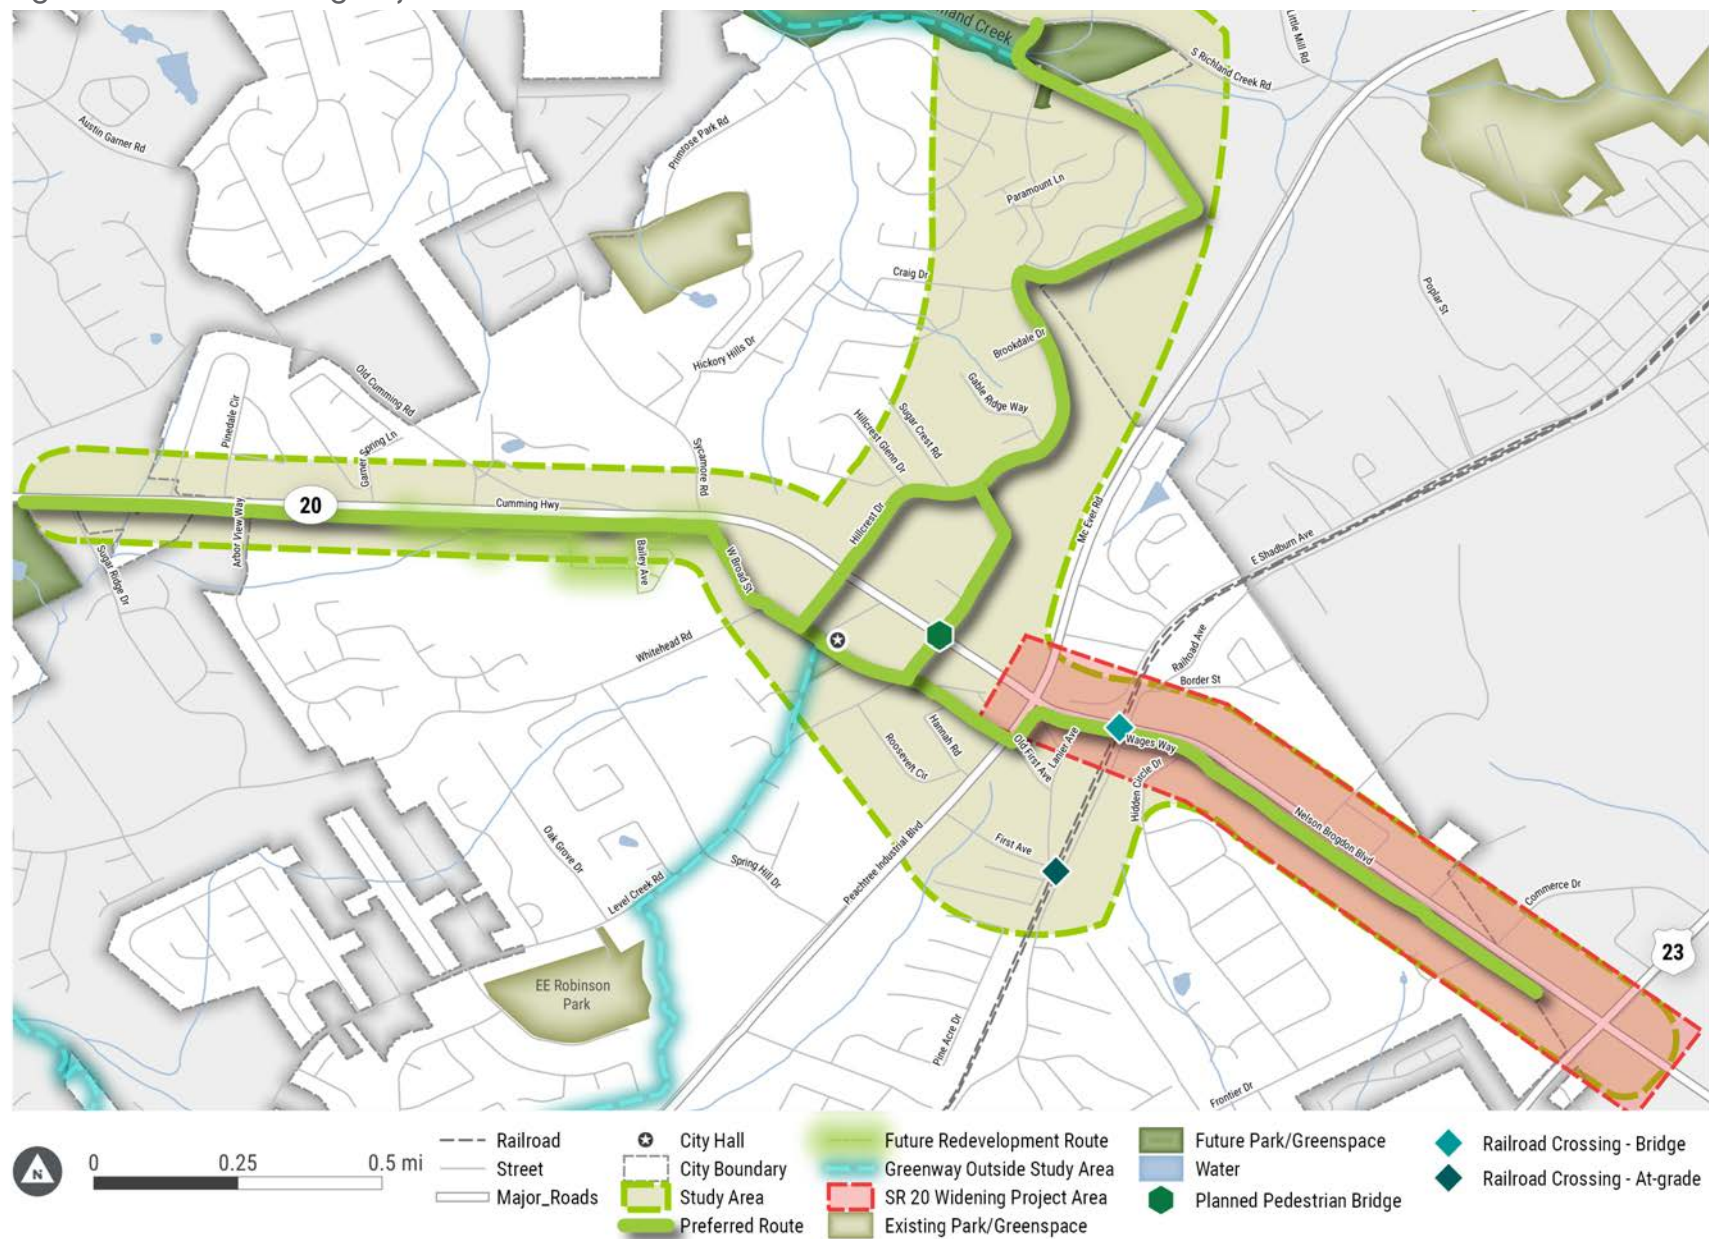 Creek
S Richland Creek Rd
Little Mill Rd
Austin Garner Rd
Primrose Park Rd
Paramount Ln
Craig Dr
Poplar St
Brookdale Dr
Hickory Hills Dr
Old Cumming Rd
Pinedale Cir
Gable Ridge Way
Sugar Crest Rd
Hillcrest Glenn Dr
Garner Spring Ln
Sycamore Rd
20
Cumming Hwy
Hillcrest Dr
Mc Ever Rd
E Shadburn Ave
Arbor View Way
Sugar Ridge Dr
Bailey Ave
W Broad St
Whitehead Rd
Railroad Ave
Border St
Hannah Rd
Roosevelt Cir
Old First Ave
Lanier Ave
Wages Way
Hidden Circle Dr
Nelson Brogdon Blvd
First Ave
Peachtree Industrial Blvd
Oak Grove Dr
Spring Hill Dr
Level Creek Rd
Commerce Dr
23
EE Robinson
Park
Pine Acre Dr
Frontier Dr
N
0 0.25 0.5 mi
Railroad
Street
Major_Roads
City Hall
City Boundary
Study Area
Preferred Route
Future Redevelopment Route
Greenway Outside Study Area
SR 20 Widening Project Area
Existing Park/Greenspace
Future Park/Greenspace
Water
Planned Pedestrian Bridge
Railroad Crossing - Bridge
Railroad Crossing - At-grade